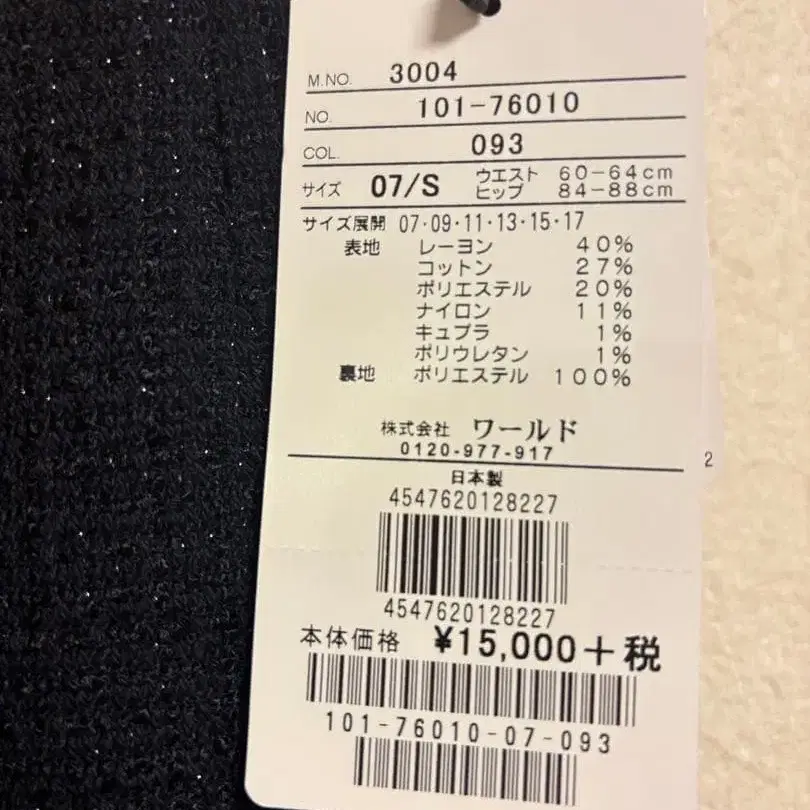 M.NO. 3004
NO. 101-76010
COL. 093
サイズ 07/S ウエスト 60-64cm
ヒップ 84-88cm
サイズ展開 07・09・11・13・15・17
表地 レーヨン 40%
コットン 27%
ポリエステル 20%
ナイロン 11%
キュプラ 1%
ポリウレタン 1%
裏地 ポリエステル 100%
株式会社 ワールド
0120-977-917
日本製
4547620128227
4547620128227
本体価格 ¥15,000+税
101-76010-07-093
2